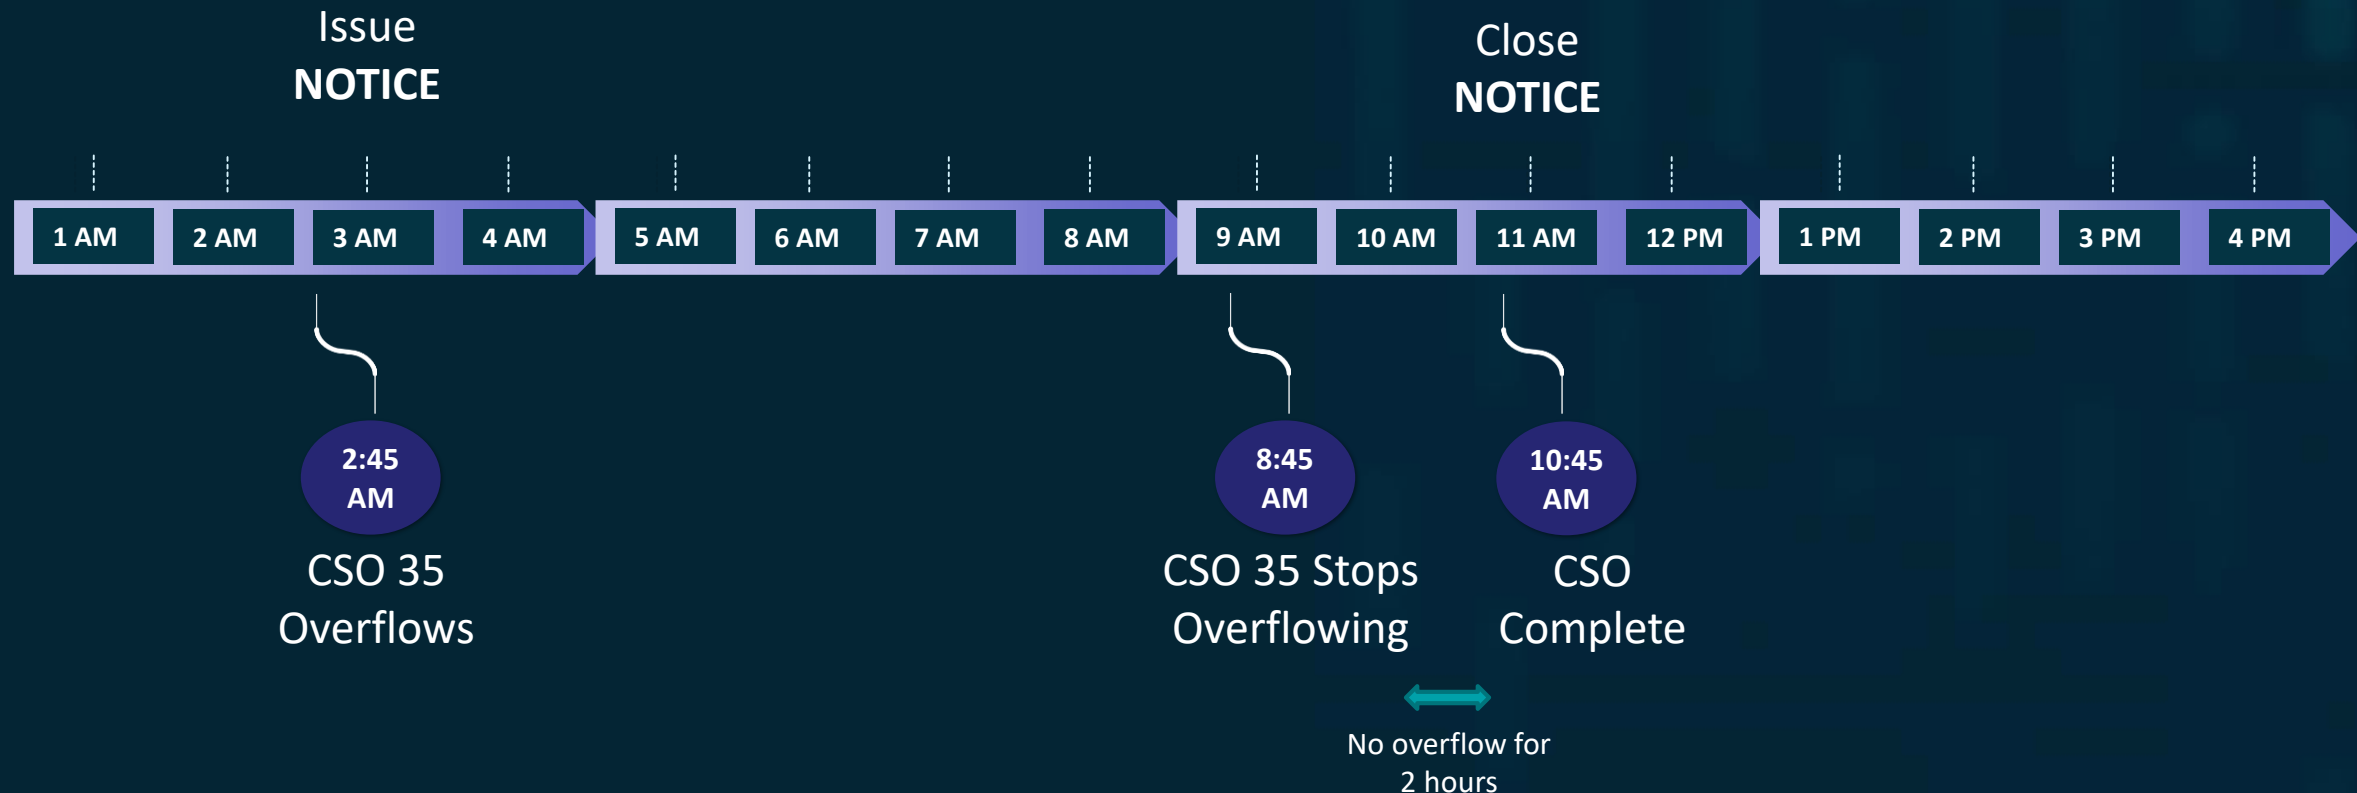 Issue
NOTICE
Close
NOTICE
1 AM
2 AM
3 AM
4 AM
5 AM
6 AM
7 AM
8 AM
9 AM
10 AM
11 AM
12 PM
1 PM
2 PM
3 PM
4 PM
2:45
AM
CSO 35
Overflows
8:45
AM
CSO 35 Stops
Overflowing
10:45
AM
CSO
Complete
No overflow for
2 hours